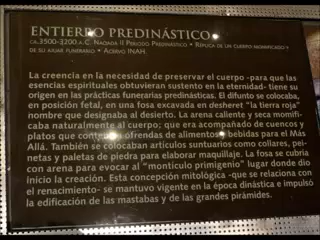 ENTIERRO PREDINÁSTICO
CA.3500-3200 A.C. NAQADA II PERIODO PREDINÁSTICO • RÉPLICA DE UN CUERPO MOMIFICADO Y
DE SU AJUAR FUNERARIO • ACERVO INAH.
La creencia en la necesidad de preservar el cuerpo -para que las
esencias espirituales obtuvieran sustento en la eternidad- tiene su
origen en las prácticas funerarias predinásticas. El difunto se colocaba,
en posición fetal, en una fosa excavada en desheret “la tierra roja”
nombre que designaba al desierto. La arena caliente y seca momifi-
caba naturalmente al cuerpo; que era acompañado de cuencos y
platos que contenían ofrendas de alimentos y bebidas para el Más
Allá. También se colocaban artículos suntuarios como collares, pei-
netas y paletas de piedra para elaborar maquillaje. La fosa se cubría
con arena para evocar al “montículo primigenio” lugar donde dio
inicio la creación. Esta concepción mitológica -que se relaciona con
el renacimiento- se mantuvo vigente en la época dinástica e impulsó
la edificación de las mastabas y de las grandes pirámides.